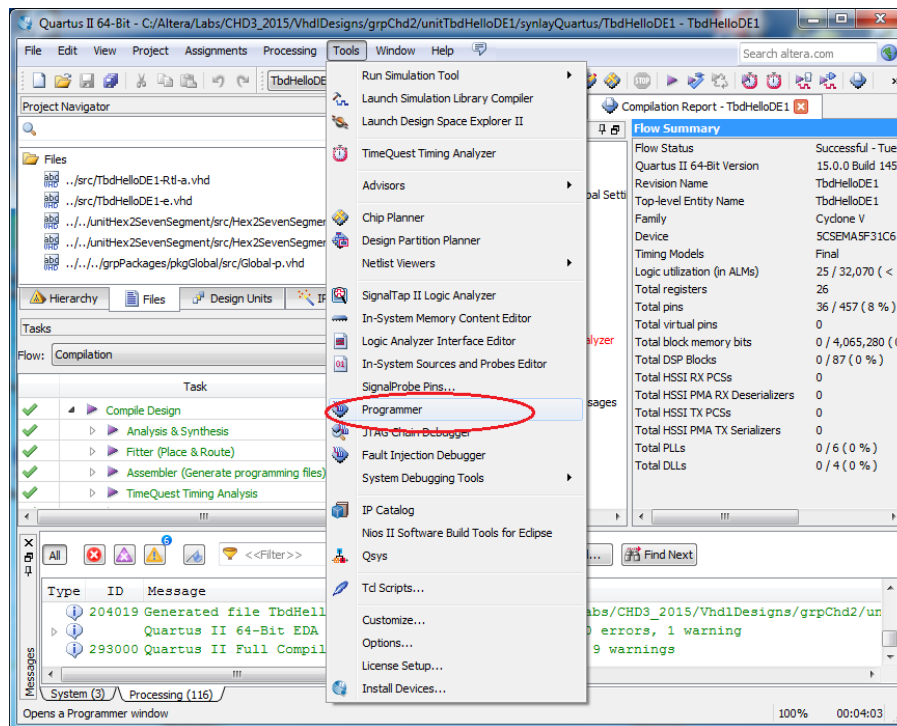 Quartus II 64-Bit - C:/Altera/Labs/CHD3_2015/VhdlDesigns/grpChd2/unitTbdHelloDE1/synlayQuartus/TbdHelloDE1 - TbdHelloDE1
File Edit View Project Assignments Processing Tools Window Help
Search altera.com
TbdHelloDE
Project Navigator
Files
../src/TbdHelloDE1-Rtl-a.vhd
../src/TbdHelloDE1-e.vhd
../../unitHex2SevenSegment/src/Hex2SevenSegmer
../../unitHex2SevenSegment/src/Hex2SevenSegmer
../../../grpPackages/pkgGlobal/src/Global-p.vhd
Hierarchy Files Design Units IP
Tasks
Flow: Compilation
Task
Compile Design
Analysis & Synthesis
Fitter (Place & Route)
Assembler (Generate programming files)
TimeQuest Timing Analysis
Run Simulation Tool
Launch Simulation Library Compiler
Launch Design Space Explorer II
TimeQuest Timing Analyzer
Advisors
Chip Planner
Design Partition Planner
Netlist Viewers
SignalTap II Logic Analyzer
In-System Memory Content Editor
Logic Analyzer Interface Editor
In-System Sources and Probes Editor
SignalProbe Pins...
Programmer
JTAG Chain Debugger
Fault Injection Debugger
System Debugging Tools
IP Catalog
Nios II Software Build Tools for Eclipse
Qsys
Tcl Scripts...
Customize...
Options...
License Setup...
Install Devices...
bal Setti
alyzer
sages
Compilation Report - TbdHelloDE1
Flow Summary
Flow Status Successful - Tue
Quartus II 64-Bit Version 15.0.0 Build 145
Revision Name TbdHelloDE1
Top-level Entity Name TbdHelloDE1
Family Cyclone V
Device 5CSEMA5F31C6
Timing Models Final
Logic utilization (in ALMs) 25 / 32,070 ( <
Total registers 26
Total pins 36 / 457 ( 8 % )
Total virtual pins 0
Total block memory bits 0 / 4,065,280 ( 0
Total DSP Blocks 0 / 87 ( 0 % )
Total HSSI RX PCSs 0
Total HSSI PMA RX Deserializers 0
Total HSSI TX PCSs 0
Total HSSI PMA TX Serializers 0
Total PLLs 0 / 6 ( 0 % )
Total DLLs 0 / 4 ( 0 % )
All 6 <<Filter>> ... Find Next
Type ID Message
204019 Generated file TbdHell abs/CHD3_2015/VhdlDesigns/grpChd2/un
Quartus II 64-Bit EDA 0 errors, 1 warning
293000 Quartus II Full Compil 9 warnings
Messages
System (3) Processing (116)
Opens a Programmer window 100% 00:04:03